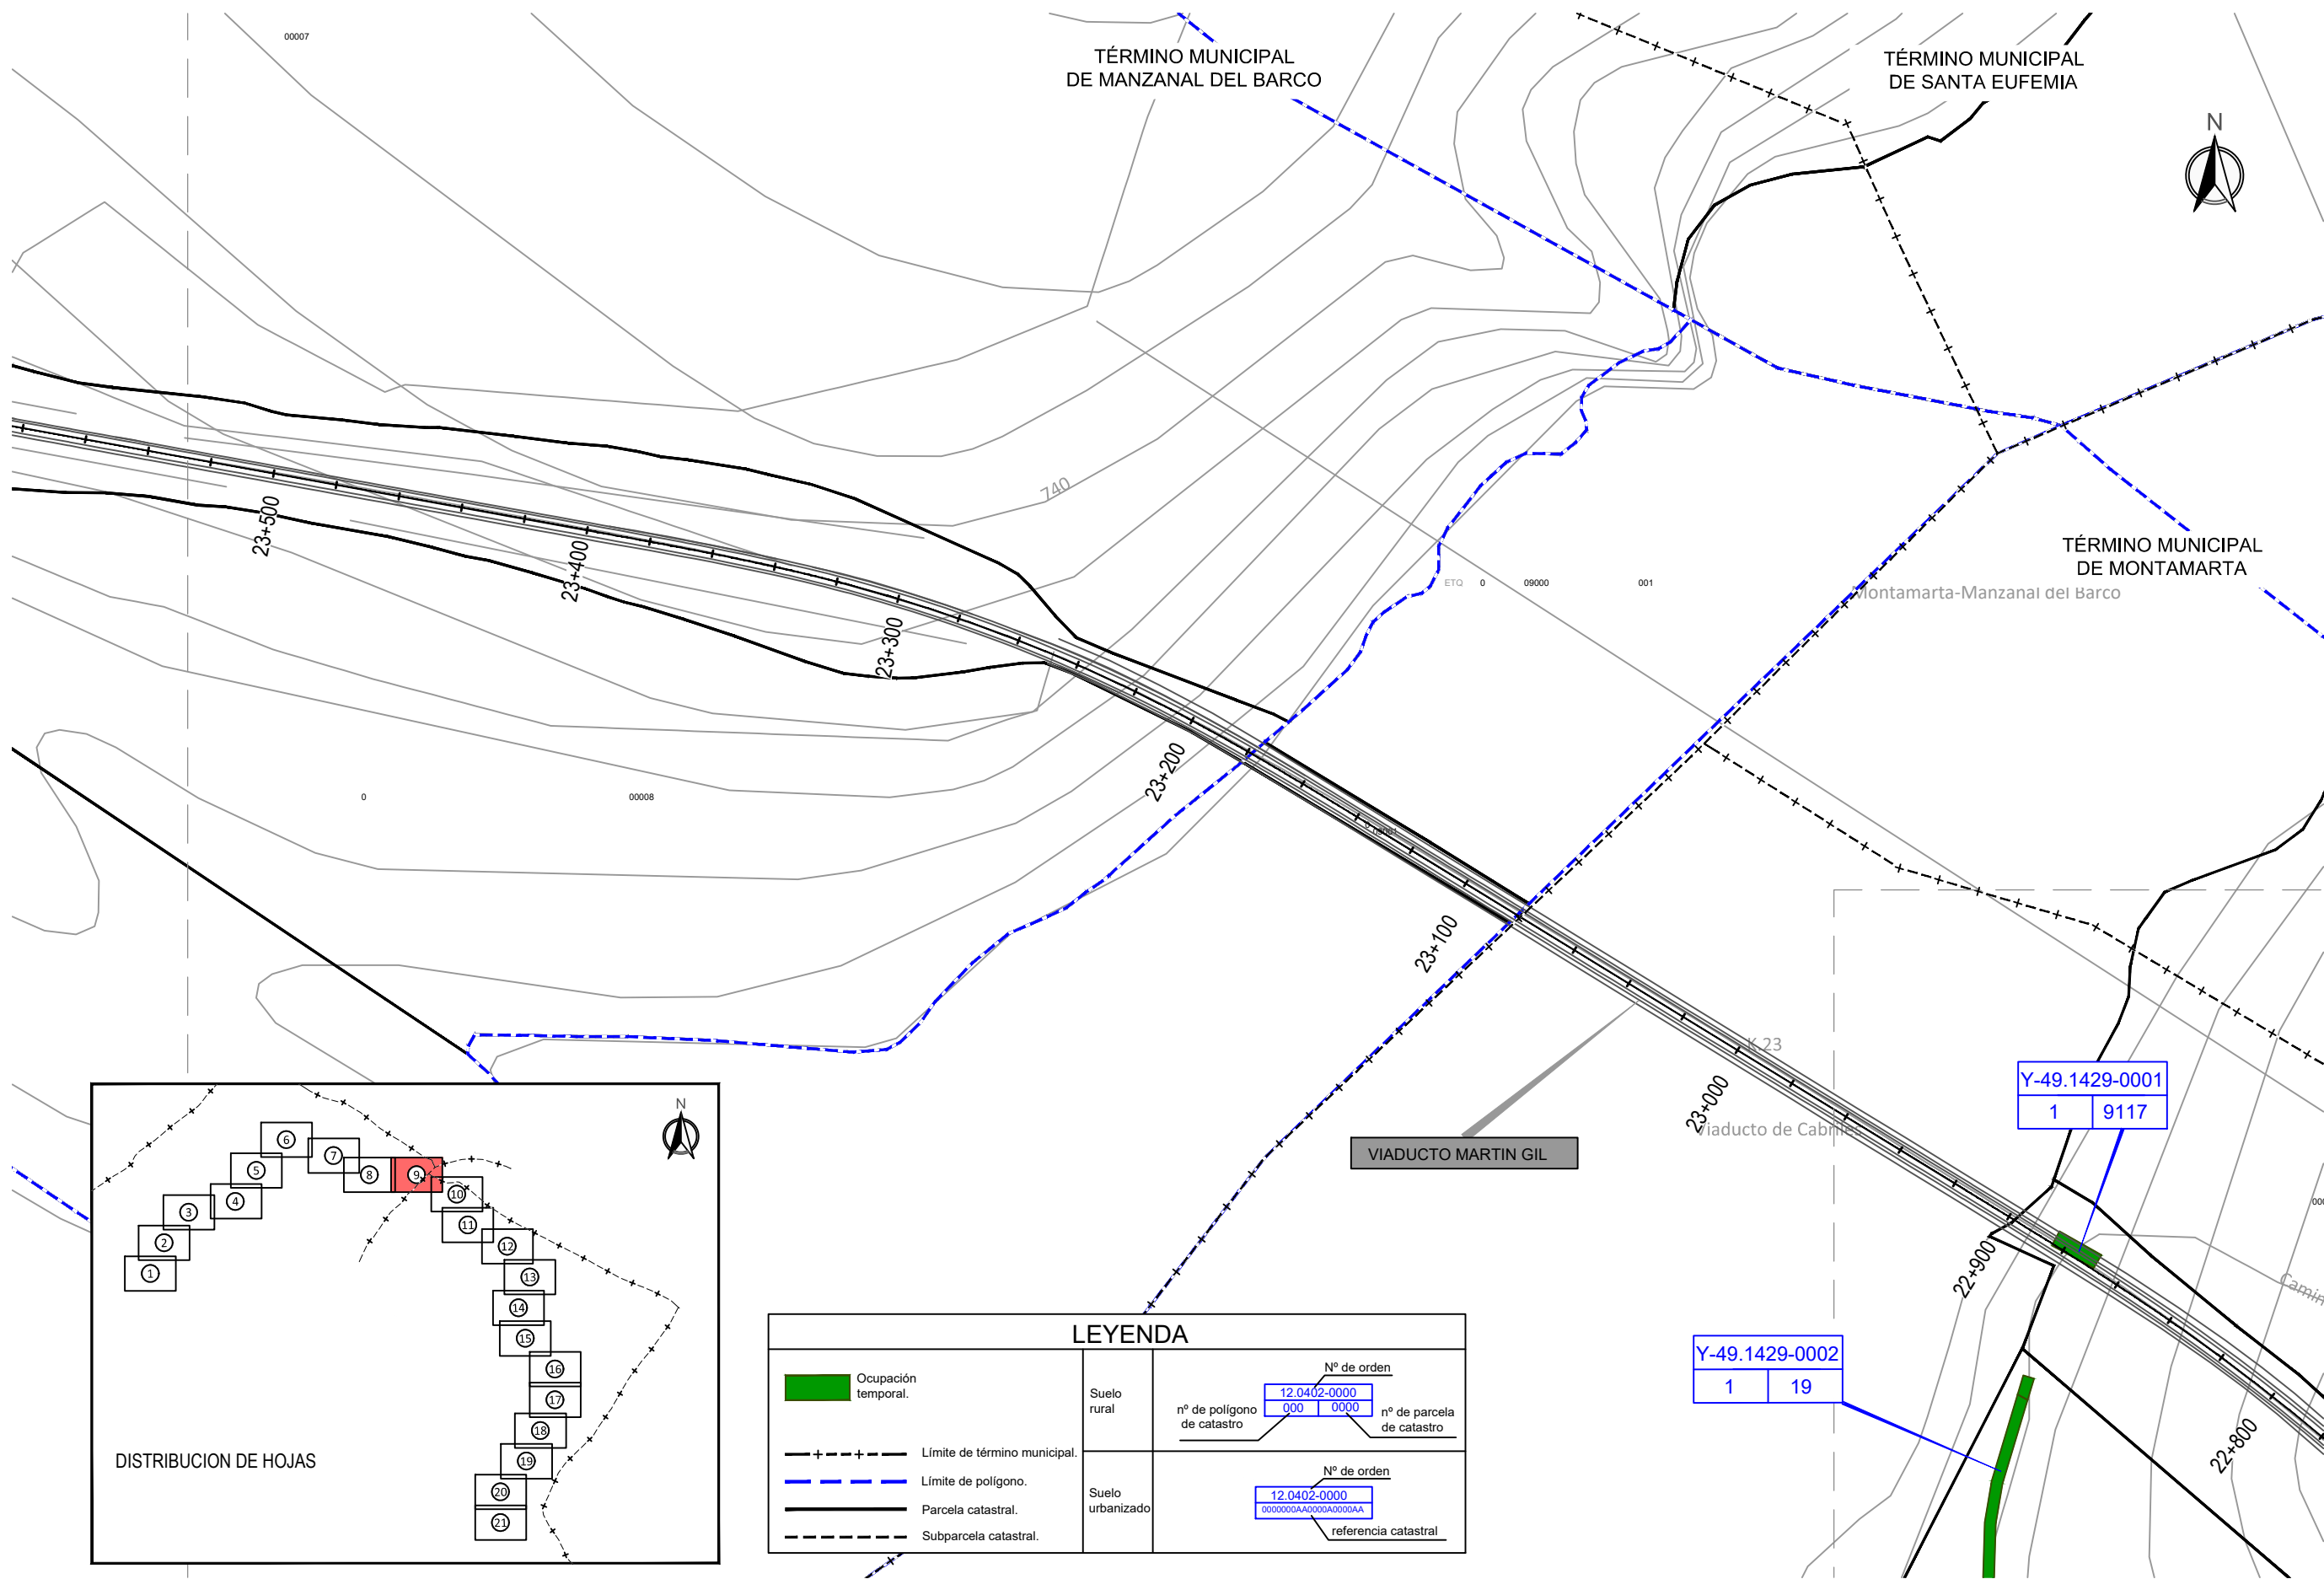 00007
TÉRMINO MUNICIPAL
DE MANZANAL DEL BARCO
TÉRMINO MUNICIPAL
DE SANTA EUFEMIA
N
740
23+500
23+400
23+300
23+200
23+100
23+000
22+900
22+800
ETQ 0 09000 001
TÉRMINO MUNICIPAL
DE MONTAMARTA
Montamarta-Manzanal del Barco
0 00008
K.23
Viaducto de Cabriles
VIADUCTO MARTIN GIL
Y-49.1429-0001
1 9117
Y-49.1429-0002
1 19
N
1
2
3
4
5
6
7
8
9
10
11
12
13
14
15
16
17
18
19
20
21
DISTRIBUCION DE HOJAS
LEYENDA
Ocupación
temporal.
Límite de término municipal.
Límite de polígono.
Parcela catastral.
Subparcela catastral.
Suelo
rural
Nº de orden
12.0402-0000
000 0000
nº de polígono
de catastro
nº de parcela
de catastro
Suelo
urbanizado
Nº de orden
12.0402-0000
0000000AA0000A0000AA
referencia catastral